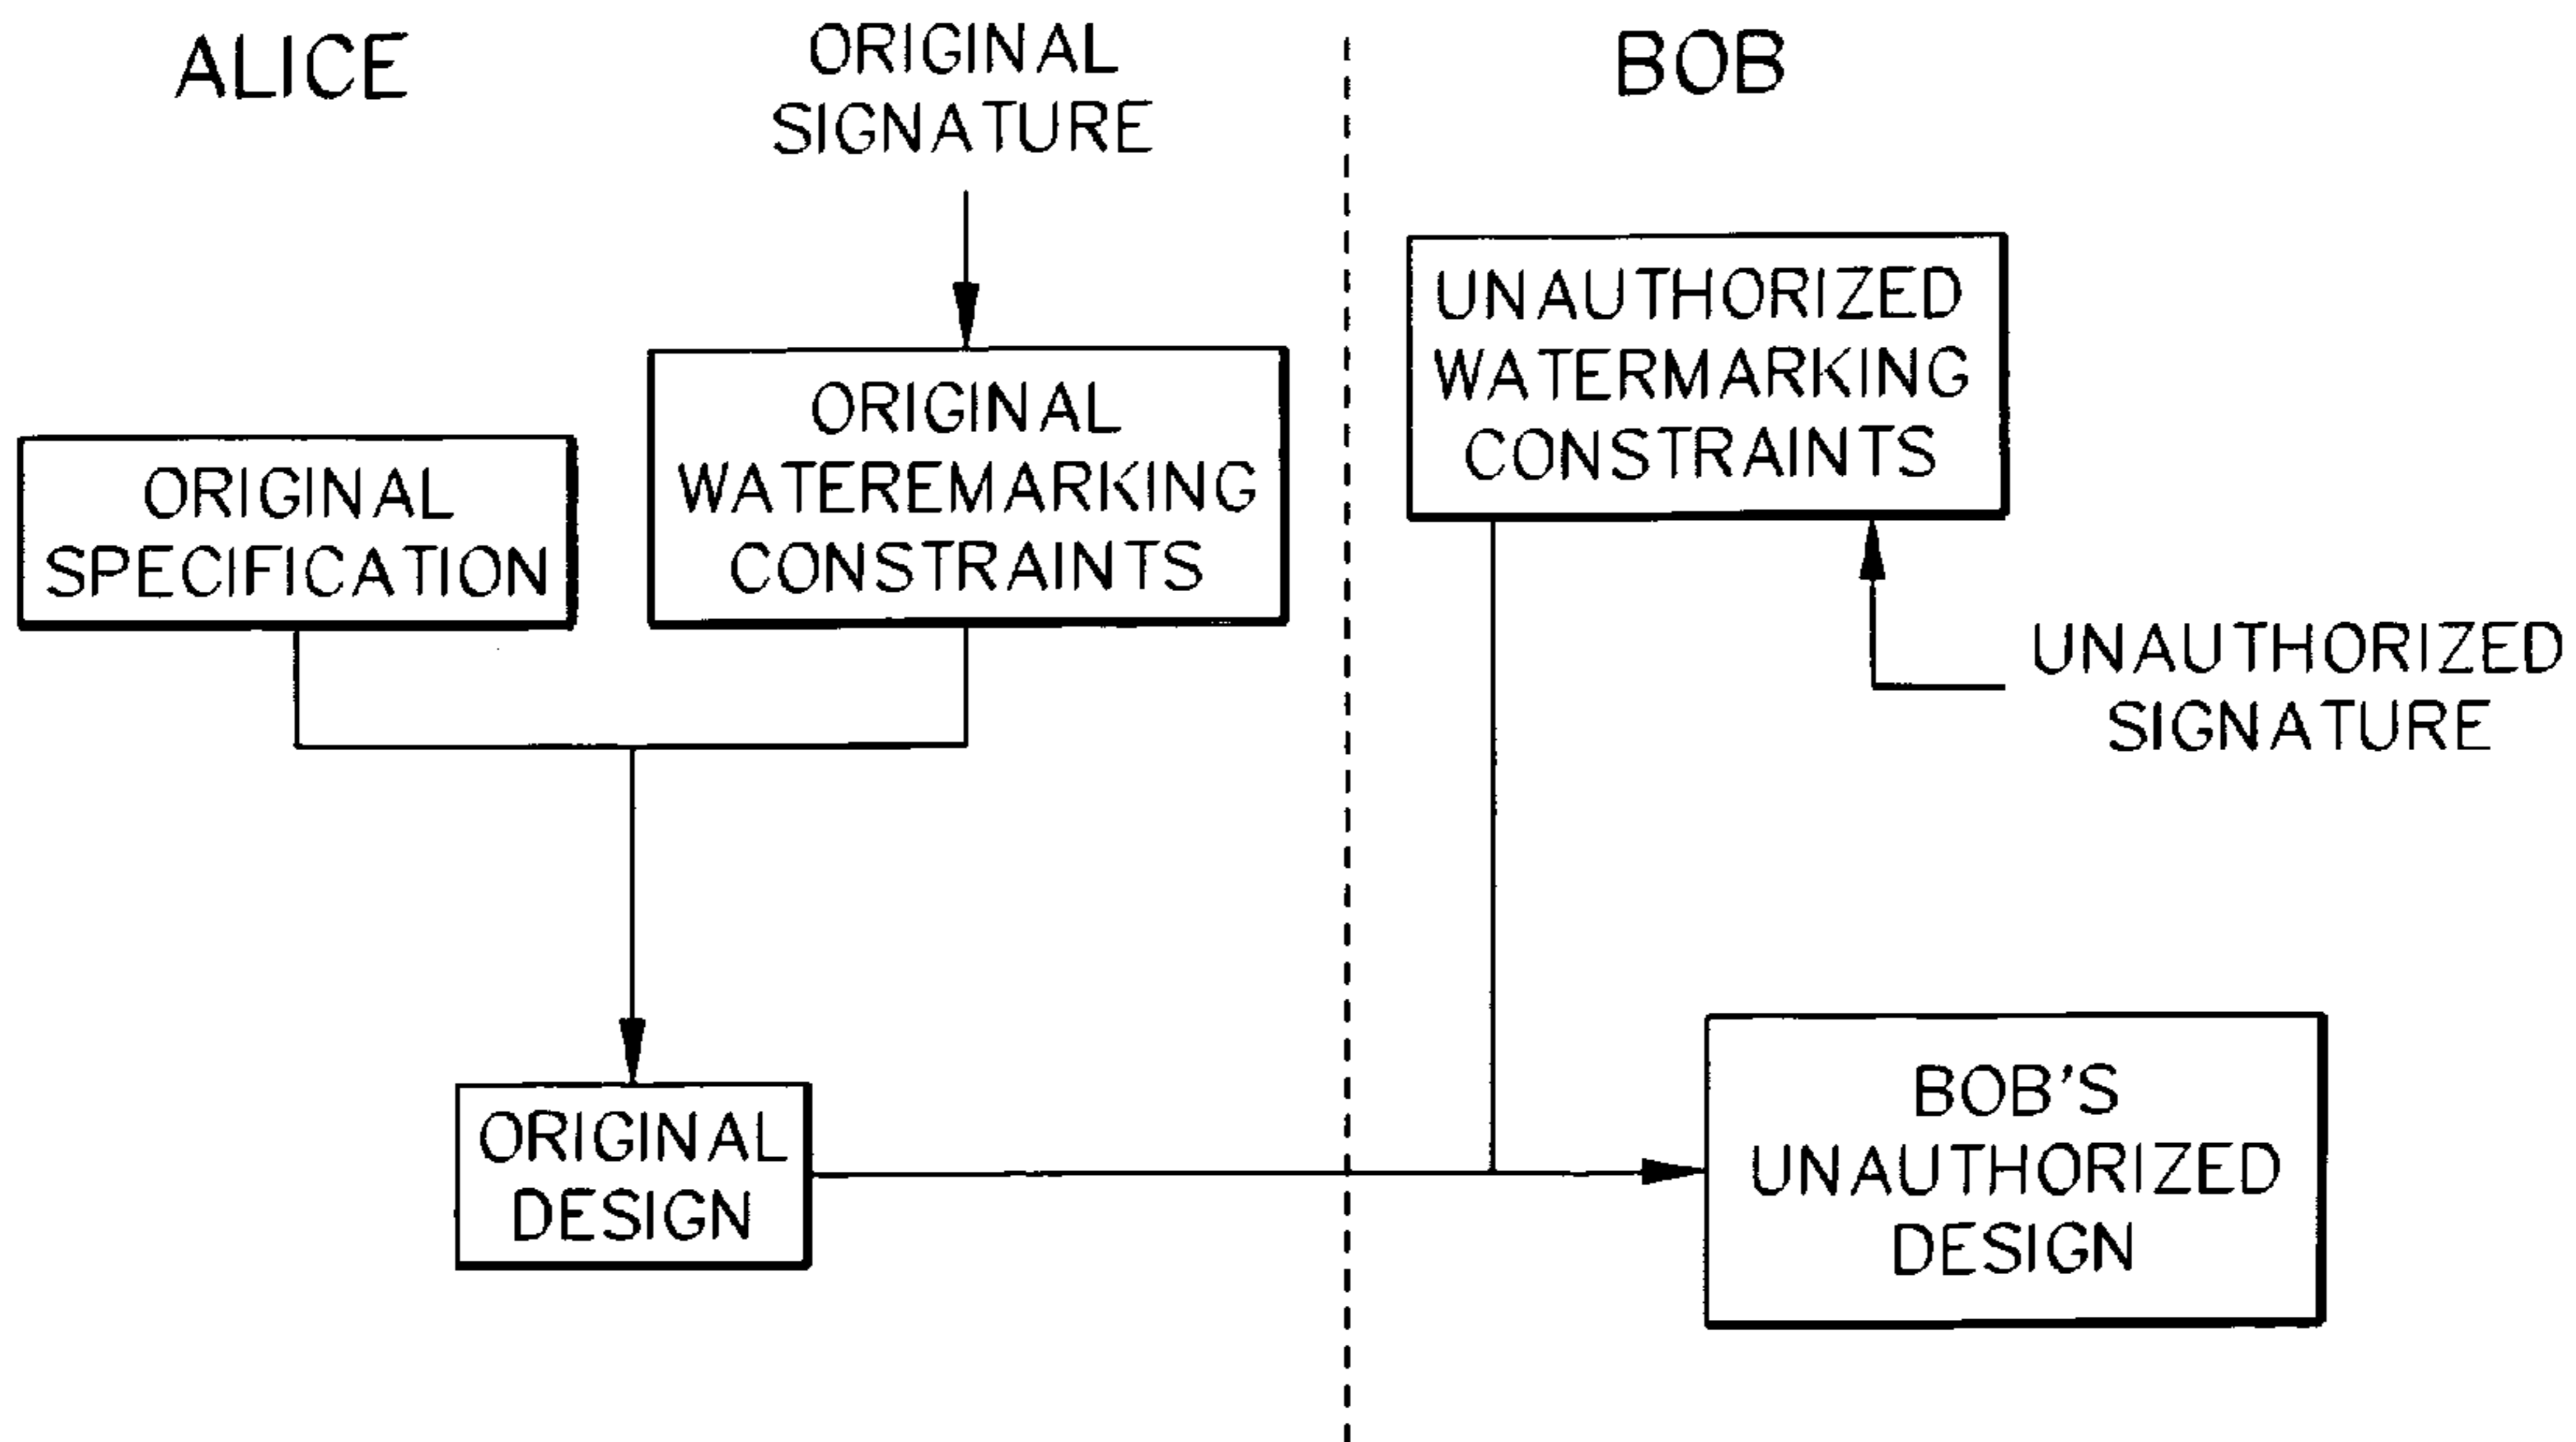 ALICE
ORIGINAL
SIGNATURE
BOB
ORIGINAL
SPECIFICATION
ORIGINAL
WATEREMARKING
CONSTRAINTS
UNAUTHORIZED
WATERMARKING
CONSTRAINTS
UNAUTHORIZED
SIGNATURE
ORIGINAL
DESIGN
BOB'S
UNAUTHORIZED
DESIGN